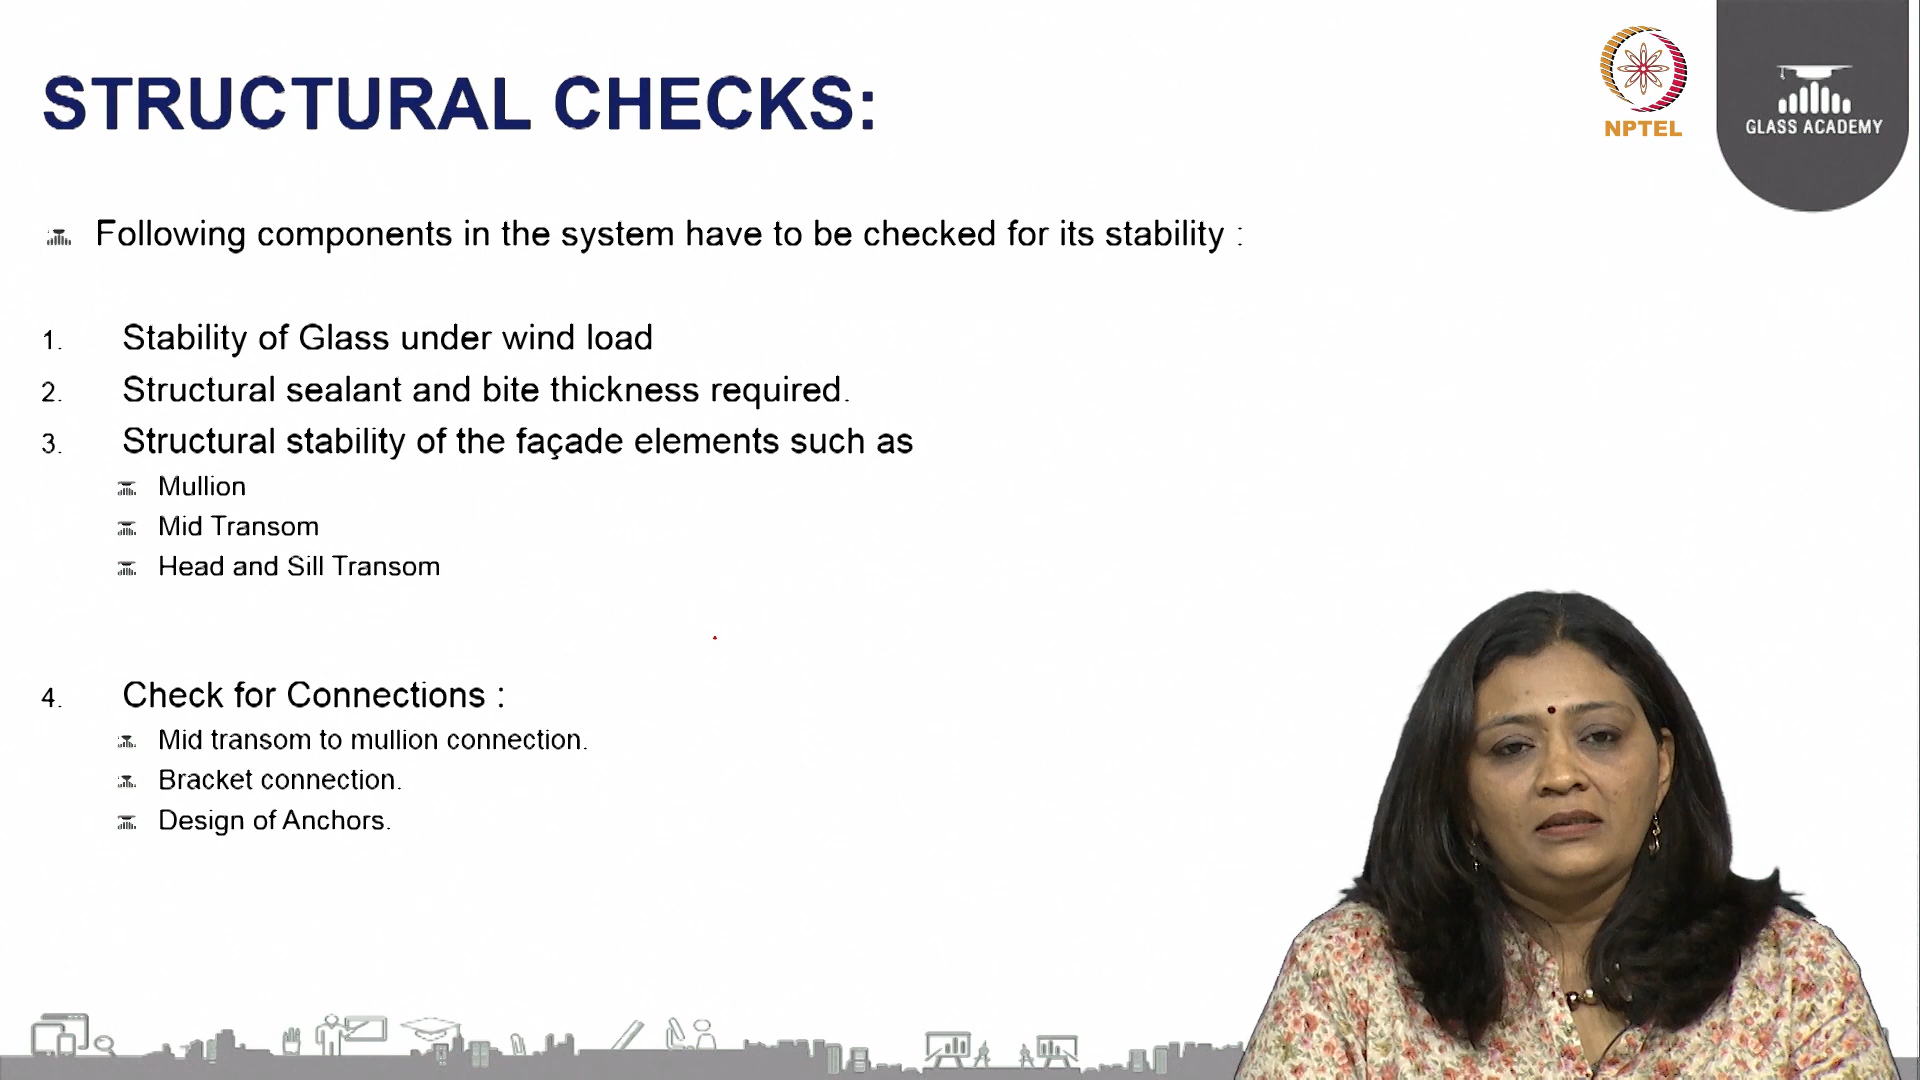 STRUCTURAL CHECKS:
NPTEL
GLASS ACADEMY
Following components in the system have to be checked for its stability :
1. Stability of Glass under wind load
2. Structural sealant and bite thickness required.
3. Structural stability of the façade elements such as
Mullion
Mid Transom
Head and Sill Transom
4. Check for Connections :
Mid transom to mullion connection.
Bracket connection.
Design of Anchors.